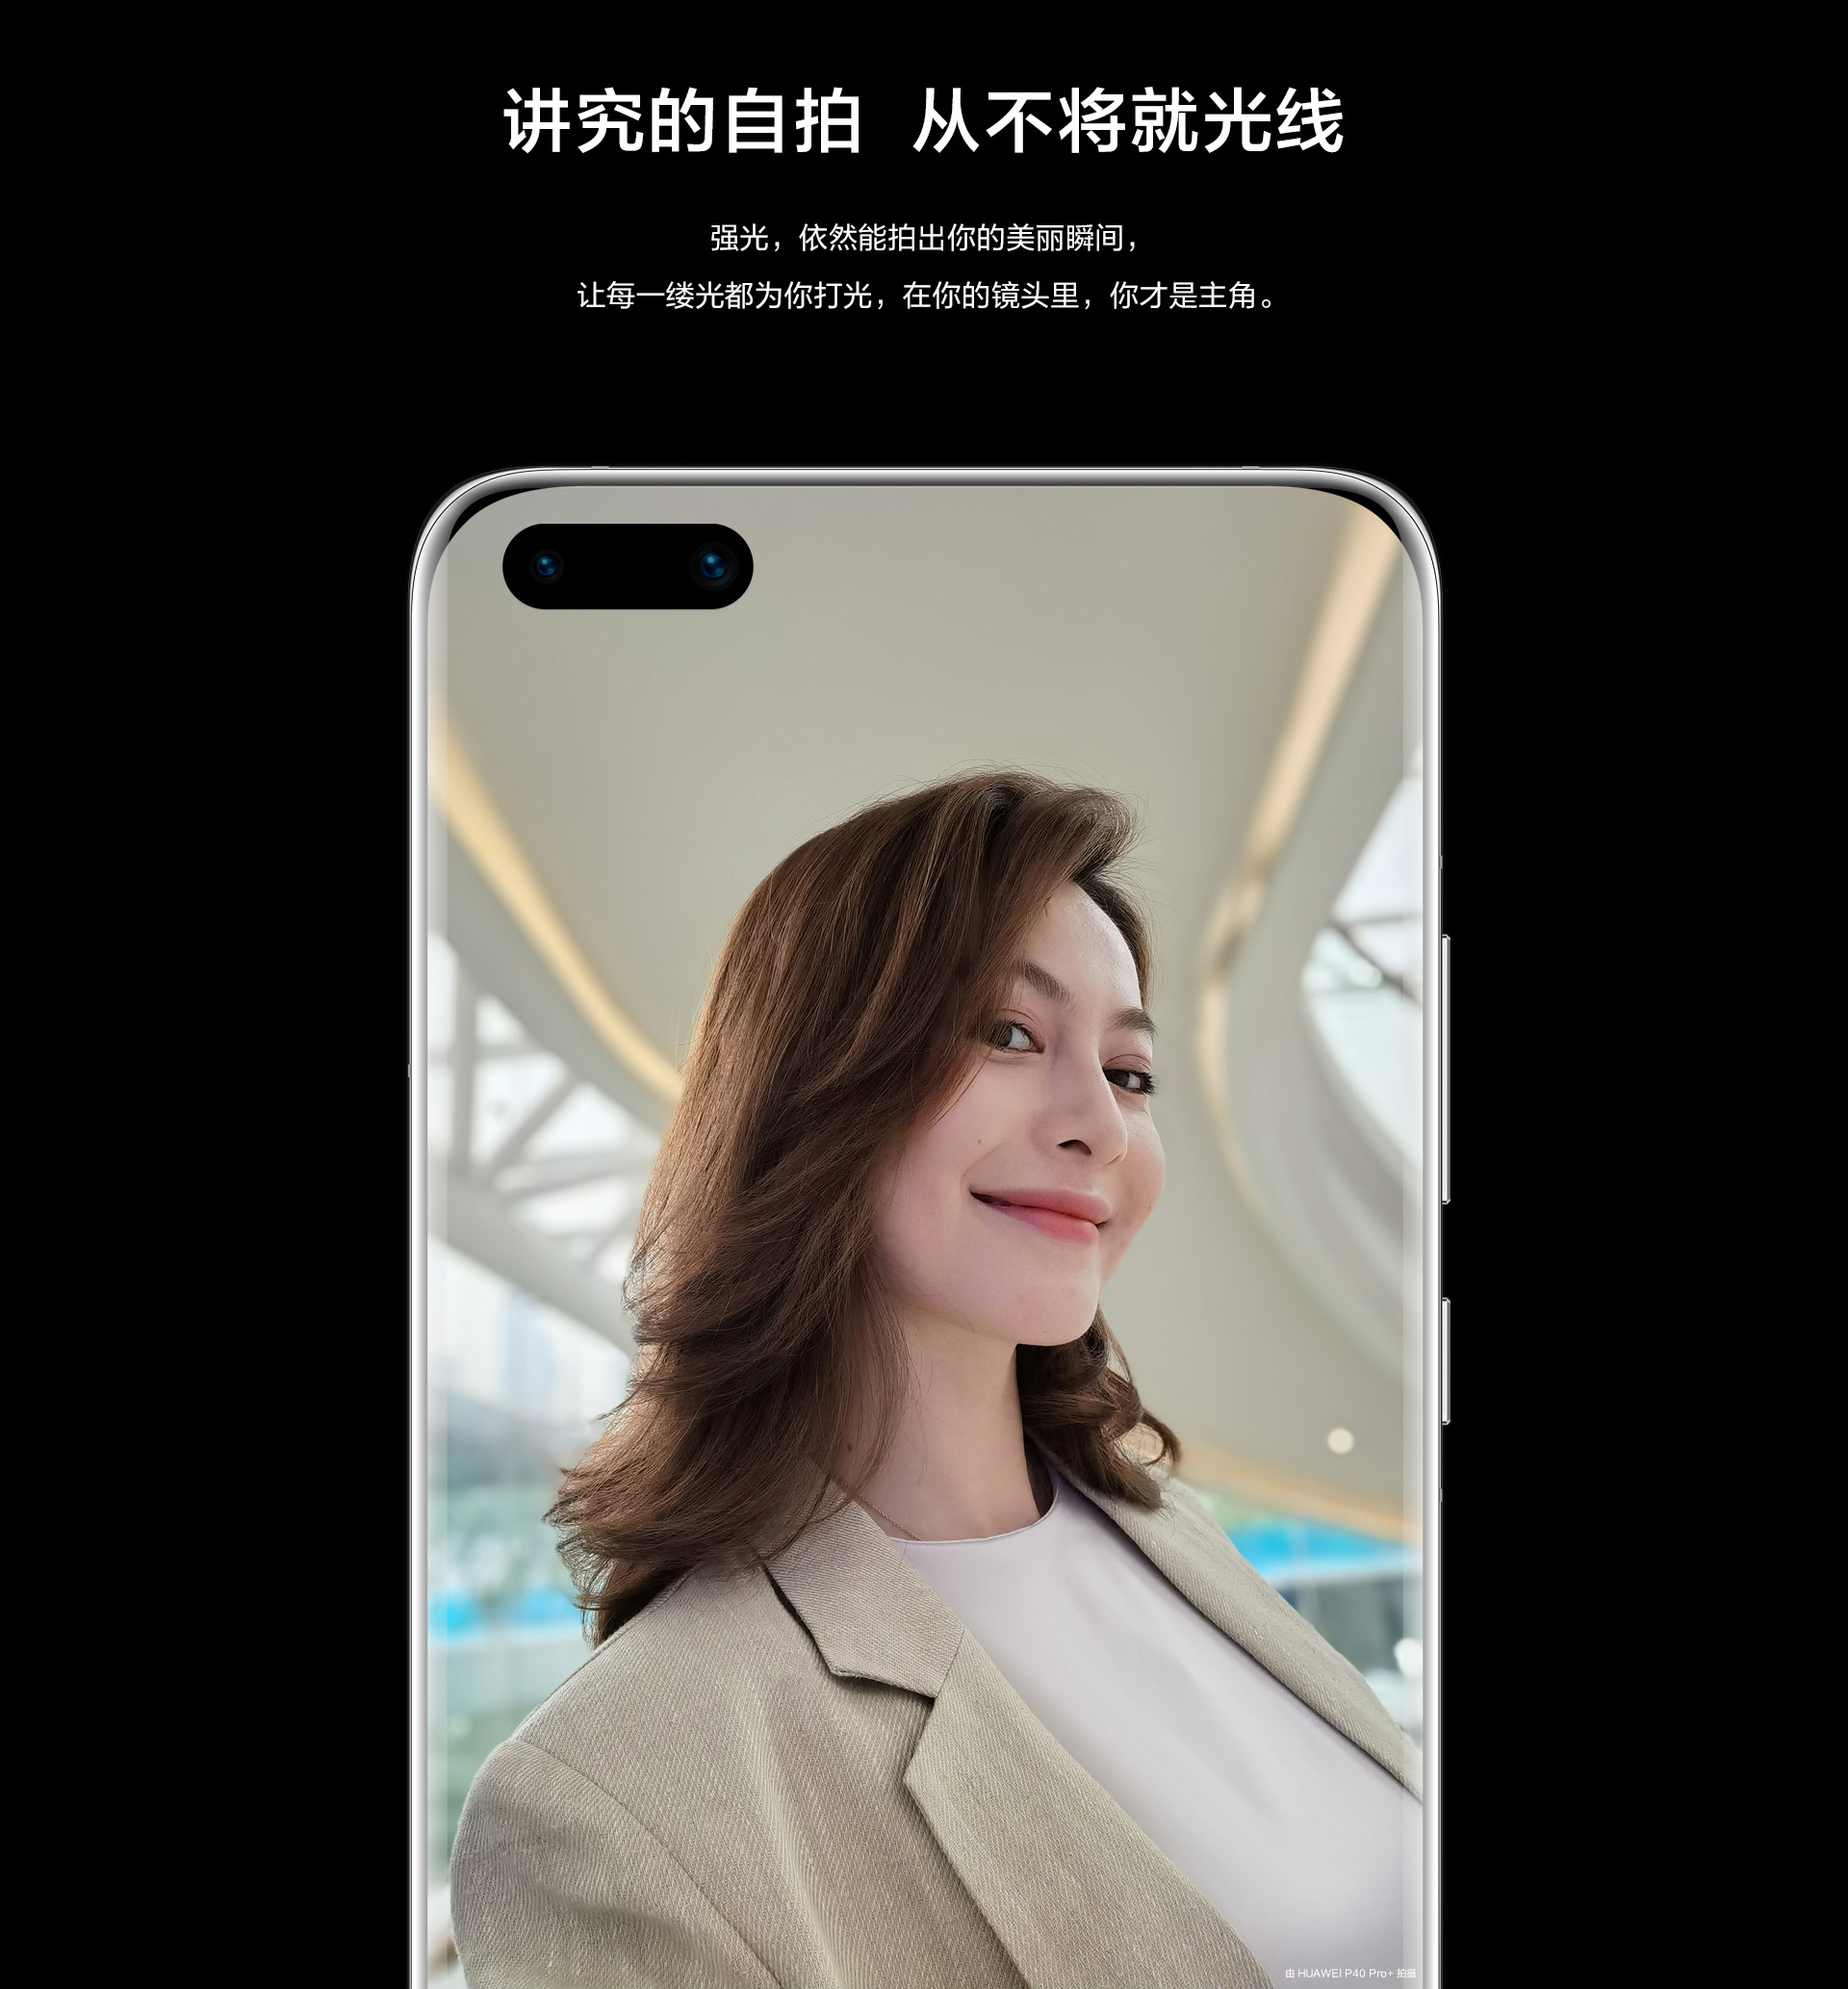 讲究的自拍 从不将就光线
强光，依然能拍出你的美丽瞬间，
让每一缕光都为你打光，在你的镜头里，你才是主角。
由 HUAWEI P40 Pro+ 拍摄